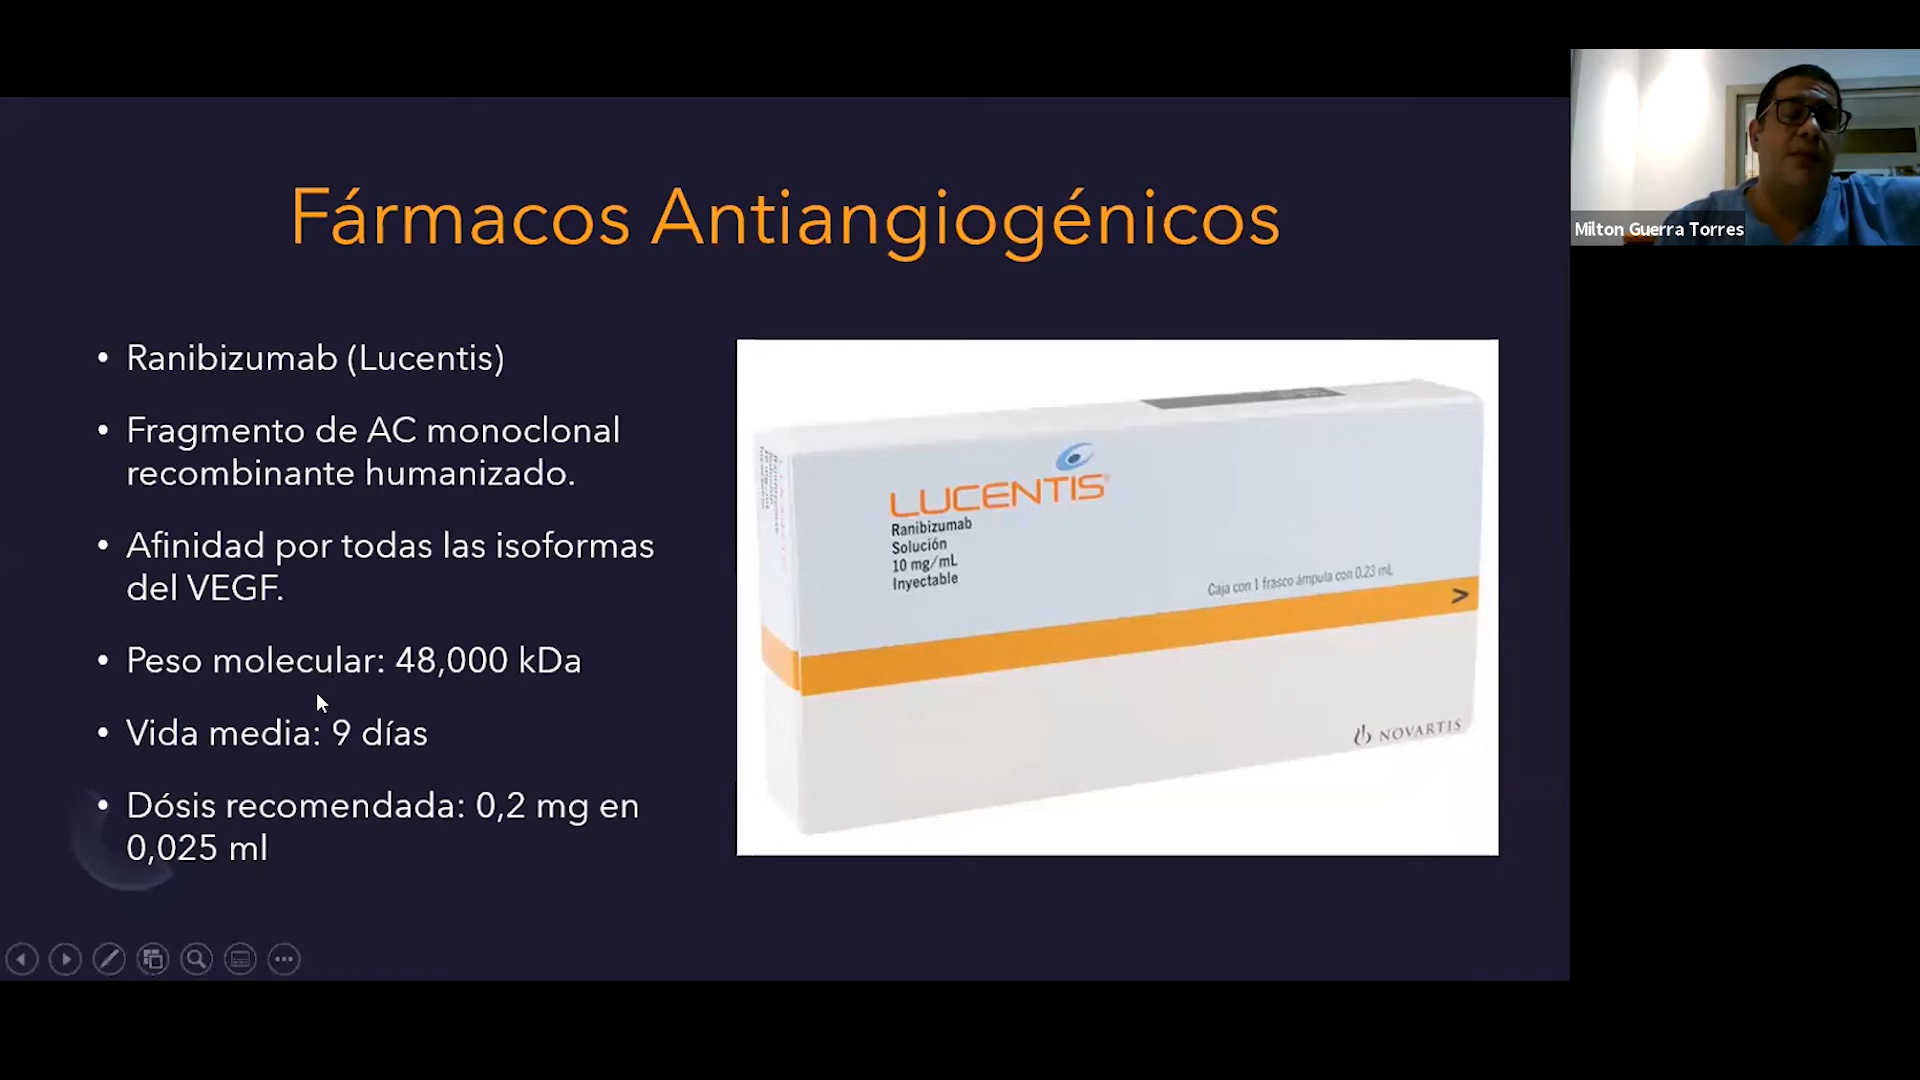 Fármacos Antiangiogénicos
Milton Guerra Torres
• Ranibizumab (Lucentis)
• Fragmento de AC monoclonal
recombinante humanizado.
• Afinidad por todas las isoformas
del VEGF.
• Peso molecular: 48,000 kDa
• Vida media: 9 días
• Dósis recomendada: 0,2 mg en
0,025 ml
LUCENTIS®
Ranibizumab
Solución
10 mg/mL
Inyectable
Caja con 1 frasco ámpula con 0.23 mL
>
NOVARTIS